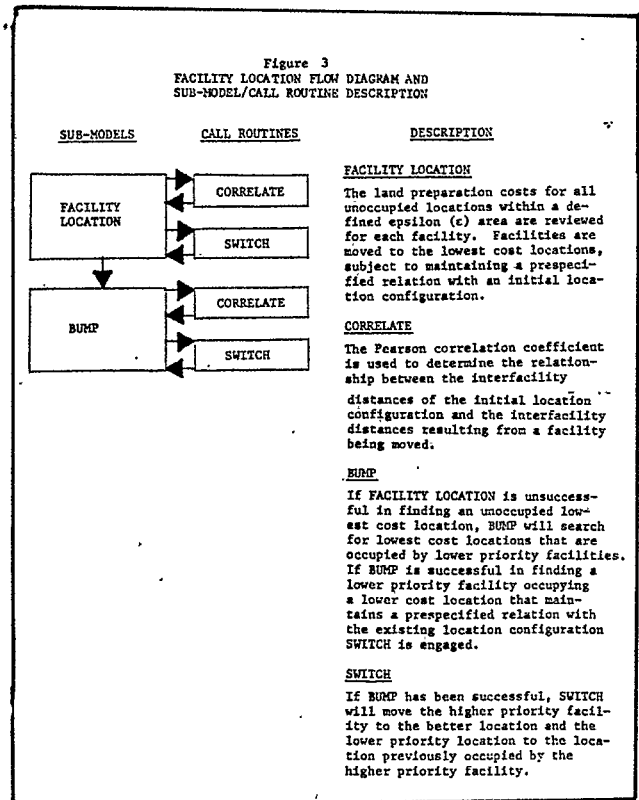 Figure 3
FACILITY LOCATION FLOW DIAGRAM AND
SUB-MODEL/CALL ROUTINE DESCRIPTION
SUB-MODELS
CALL ROUTINES
DESCRIPTION
FACILITY
LOCATION
CORRELATE
SWITCH
BUMP
CORRELATE
SWITCH
FACILITY LOCATION
The land preparation costs for all
unoccupied locations within a de-
fined epsilon (ε) area are reviewed
for each facility. Facilities are
moved to the lowest cost locations,
subject to maintaining a prespeci-
fied relation with an initial loca-
tion configuration.
CORRELATE
The Pearson correlation coefficient
is used to determine the relation-
ship between the interfacility
distances of the initial location
configuration and the interfacility
distances resulting from a facility
being moved.
BUMP
If FACILITY LOCATION is unsuccess-
ful in finding an unoccupied low-
est cost location, BUMP will search
for lowest cost locations that are
occupied by lower priority facilities.
If BUMP is successful in finding a
lower priority facility occupying
a lower cost location that main-
tains a prespecified relation with
the existing location configuration
SWITCH is engaged.
SWITCH
If BUMP has been successful, SWITCH
will move the higher priority facil-
ity to the better location and the
lower priority location to the loca-
tion previously occupied by the
higher priority facility.